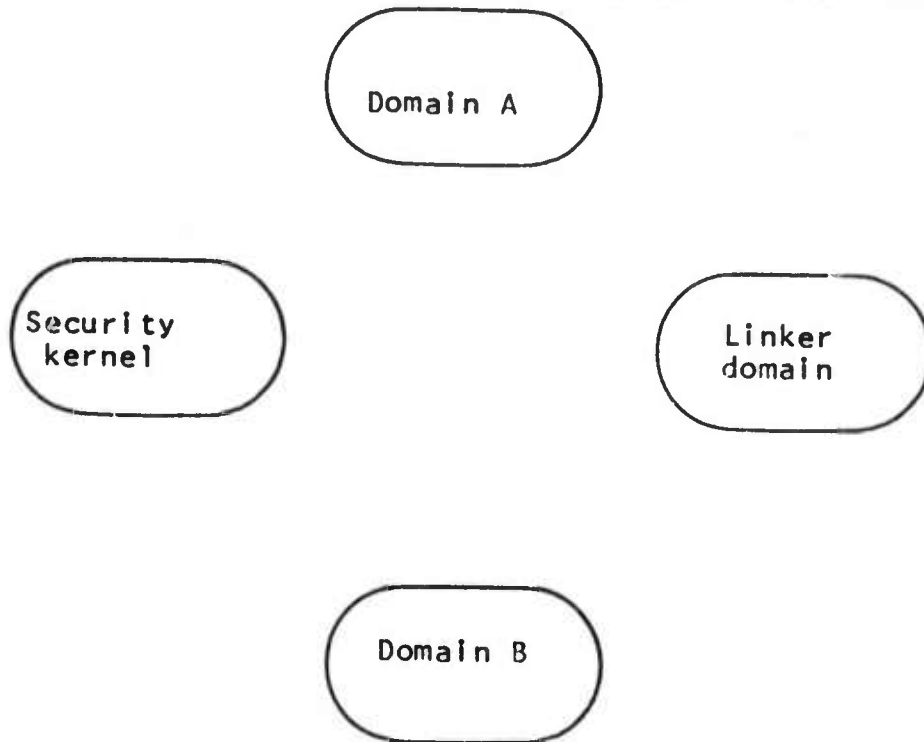 Domain A
Security
kernel
Linker
domain
Domain B